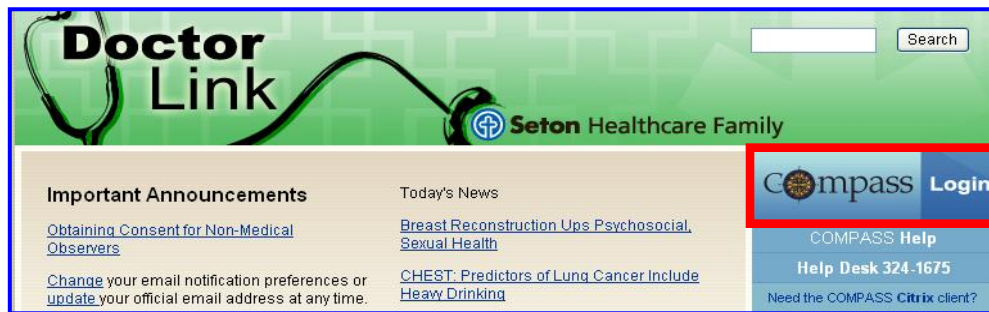 Doctor
Link
Search
Seton Healthcare Family
Important Announcements
Obtaining Consent for Non-Medical
Observers
Change your email notification preferences or
update your official email address at any time.
Today's News
Breast Reconstruction Ups Psychosocial,
Sexual Health
CHEST: Predictors of Lung Cancer Include
Heavy Drinking
Compass Login
COMPASS Help
Help Desk 324-1675
Need the COMPASS Citrix client?